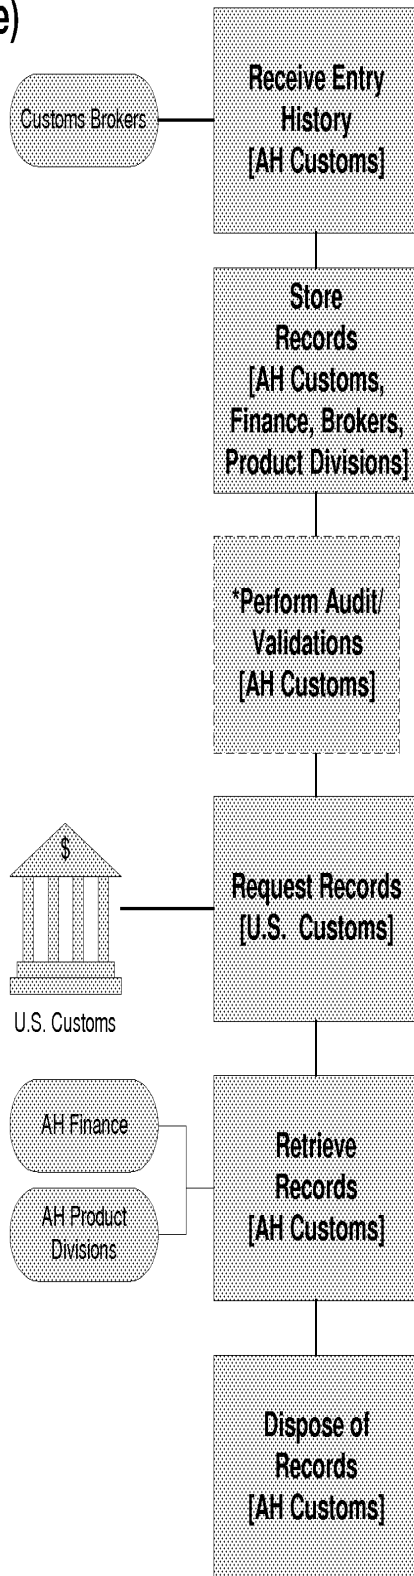 e)
Customs Brokers
Receive Entry
History
[AH Customs]
Store
Records
[AH Customs,
Finance, Brokers,
Product Divisions]
*Perform Audit/
Validations
[AH Customs]
$
U.S. Customs
Request Records
[U.S. Customs]
AH Finance
AH Product
Divisions
Retrieve
Records
[AH Customs]
Dispose of
Records
[AH Customs]